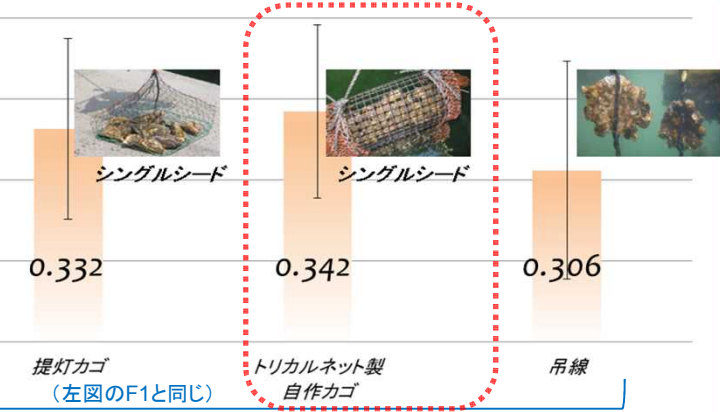 シングルシード
シングルシード
0.332
0.342
0.306
提灯カゴ
トリカルネット製
自作カゴ
吊線
（左図のF1と同じ）